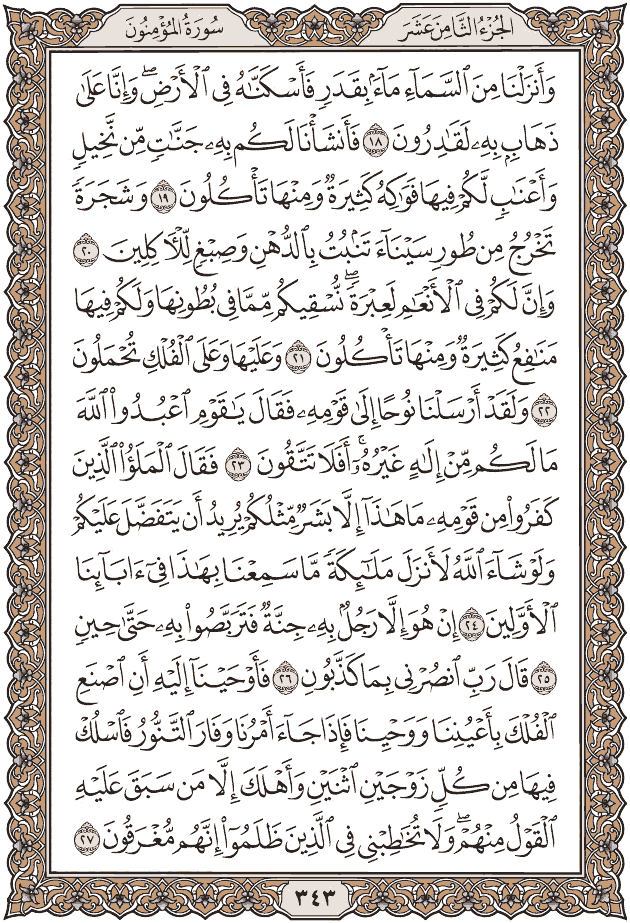 الجُزْءُ الثَّامِنَ عَشَرَ
سُورَةُ المُؤْمِنُونَ
وَأَنزَلْنَا مِنَ ٱلسَّمَآءِ مَآءًۢ بِقَدَرٍ فَأَسْكَنَّـٰهُ فِى ٱلْأَرْضِۖ وَإِنَّا عَلَىٰ
ذَهَابٍۭ بِهِۦ لَقَـٰدِرُونَ ١٨ فَأَنشَأْنَا لَكُم بِهِۦ جَنَّـٰتٍ مِّن نَّخِيلٍ
وَأَعْنَـٰبٍ لَّكُمْ فِيهَا فَوَٰكِهُ كَثِيرَةٌ وَمِنْهَا تَأْكُلُونَ ١٩ وَشَجَرَةً
تَخْرُجُ مِن طُورِ سَيْنَآءَ تَنۢبُتُ بِٱلدُّهْنِ وَصِبْغٍ لِّلْـَٔاكِلِينَ ٢٠
وَإِنَّ لَكُمْ فِى ٱلْأَنْعَـٰمِ لَعِبْرَةًۖ نُّسْقِيكُم مِّمَّا فِى بُطُونِهَا وَلَكُمْ فِيهَا
مَنَـٰفِعُ كَثِيرَةٌ وَمِنْهَا تَأْكُلُونَ ٢١ وَعَلَيْهَا وَعَلَى ٱلْفُلْكِ تُحْمَلُونَ
٢٢ وَلَقَدْ أَرْسَلْنَا نُوحًا إِلَىٰ قَوْمِهِۦ فَقَالَ يَـٰقَوْمِ ٱعْبُدُوا۟ ٱللَّهَ
مَا لَكُم مِّنْ إِلَـٰهٍ غَيْرُهُۥٓۚ أَفَلَا تَتَّقُونَ ٢٣ فَقَالَ ٱلْمَلَؤُا۟ ٱلَّذِينَ
كَفَرُوا۟ مِن قَوْمِهِۦ مَا هَـٰذَآ إِلَّا بَشَرٌ مِّثْلُكُمْ يُرِيدُ أَن يَتَفَضَّلَ عَلَيْكُمْ
وَلَوْ شَآءَ ٱللَّهُ لَأَنزَلَ مَلَـٰٓئِكَةً مَّا سَمِعْنَا بِهَـٰذَا فِىٓ ءَابَآئِنَا
ٱلْأَوَّلِينَ ٢٤ إِنْ هُوَ إِلَّا رَجُلٌۢ بِهِۦ جِنَّةٌ فَتَرَبَّصُوا۟ بِهِۦ حَتَّىٰ حِينٍ
٢٥ قَالَ رَبِّ ٱنصُرْنِى بِمَا كَذَّبُونِ ٢٦ فَأَوْحَيْنَآ إِلَيْهِ أَنِ ٱصْنَعِ
ٱلْفُلْكَ بِأَعْيُنِنَا وَوَحْيِنَا فَإِذَا جَآءَ أَمْرُنَا وَفَارَ ٱلتَّنُّورُ فَٱسْلُكْ
فِيهَا مِن كُلٍّ زَوْجَيْنِ ٱثْنَيْنِ وَأَهْلَكَ إِلَّا مَن سَبَقَ عَلَيْهِ
ٱلْقَوْلُ مِنْهُمْۖ وَلَا تُخَـٰطِبْنِى فِى ٱلَّذِينَ ظَلَمُوٓا۟ إِنَّهُم مُّغْرَقُونَ ٢٧
٣٤٣